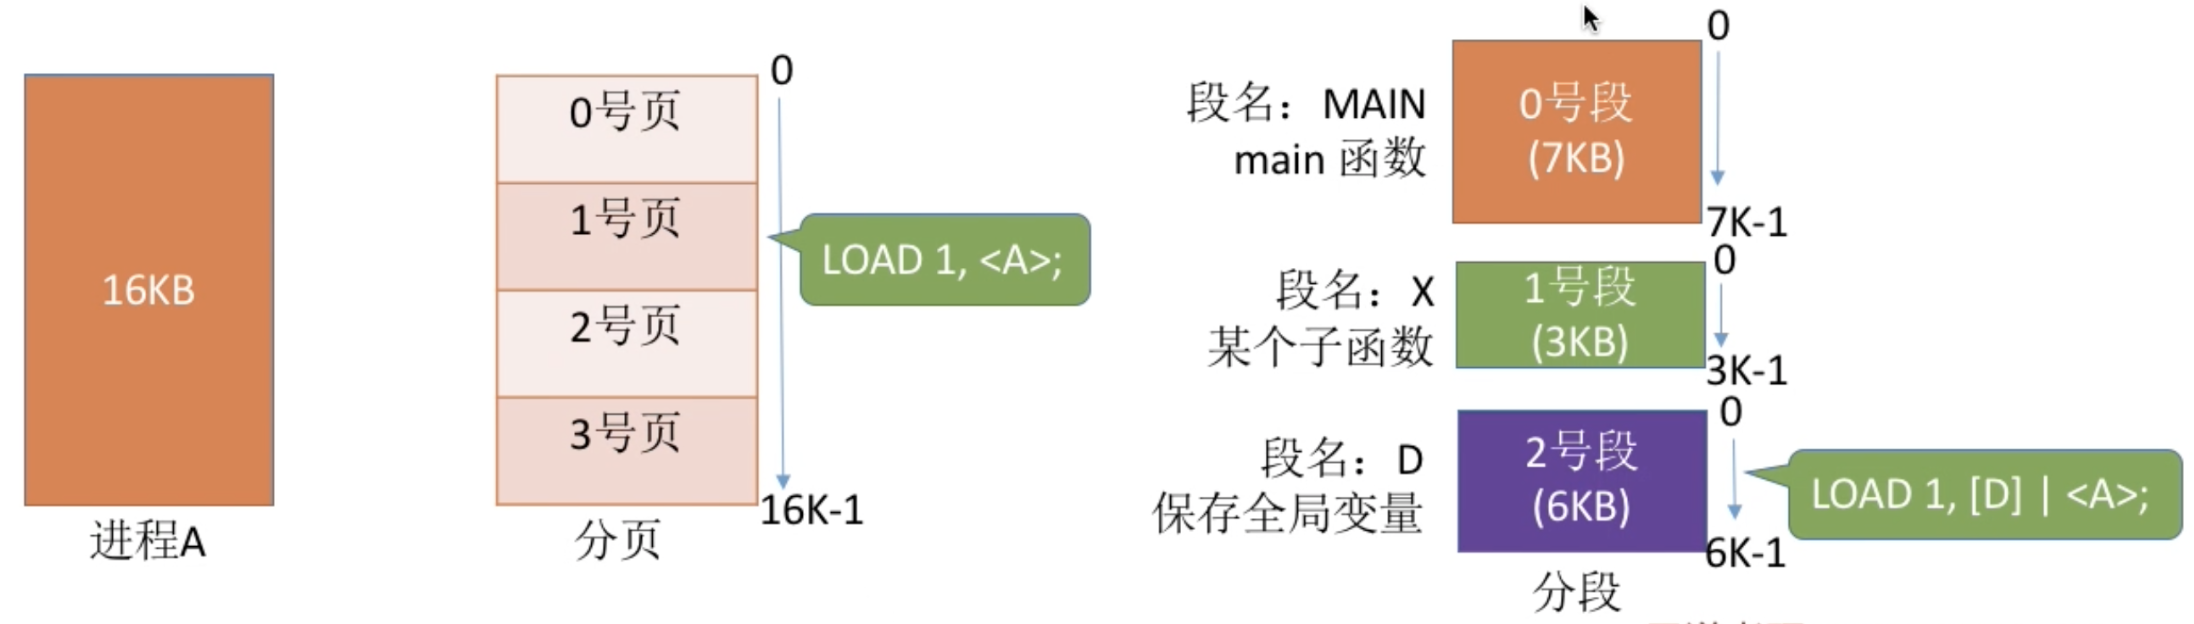 16KB
进程A
0号页
1号页
2号页
3号页
0
16K-1
LOAD 1, <A>;
分页
段名：MAIN
main 函数
0号段
(7KB)
0
7K-1
段名：X
某个子函数
1号段
(3KB)
0
3K-1
段名：D
保存全局变量
2号段
(6KB)
0
6K-1
LOAD 1, [D] | <A>;
分段